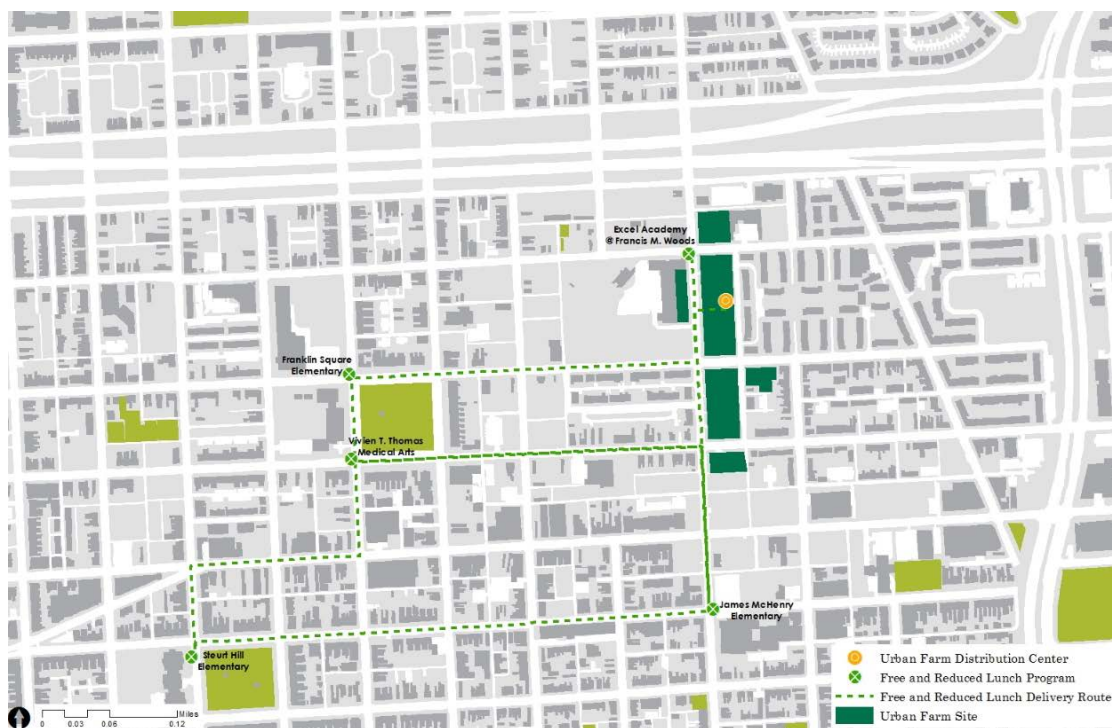 Excel Academy
@ Francis M. Woods
Franklin Square
Elementary
Vivien T. Thomas
Medical Arts
James McHenry
Elementary
Steurt Hill
Elementary
Urban Farm Distribution Center
Free and Reduced Lunch Program
Free and Reduced Lunch Delivery Route
Urban Farm Site
Miles
0 0.03 0.06 0.12